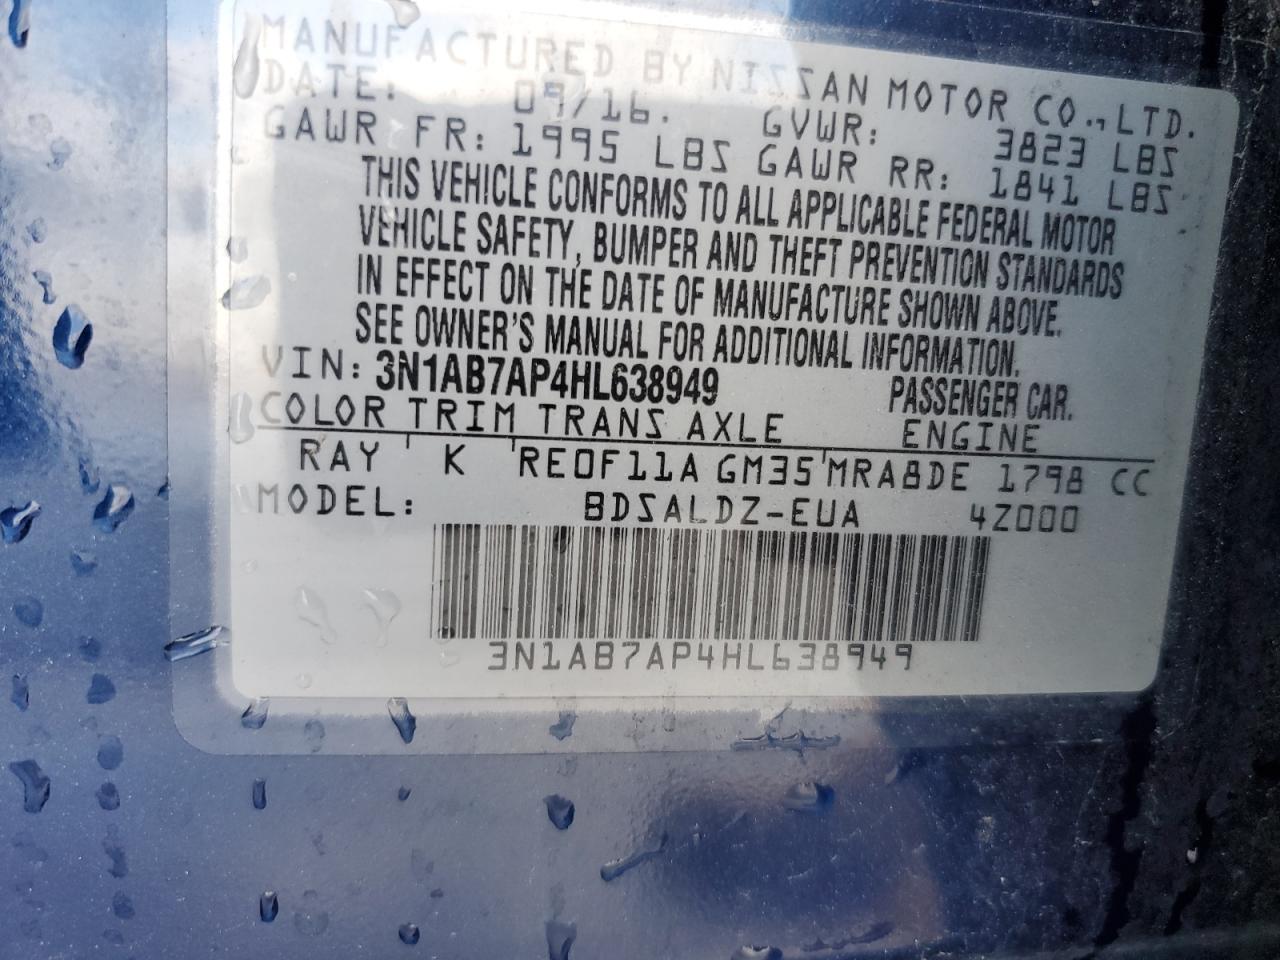 MANUFACTURED BY NISSAN MOTOR CO., LTD.
DATE: 09/16. GVWR: 3823 LBS
GAWR FR: 1995 LBS GAWR RR: 1841 LBS
THIS VEHICLE CONFORMS TO ALL APPLICABLE FEDERAL MOTOR
VEHICLE SAFETY, BUMPER AND THEFT PREVENTION STANDARDS
IN EFFECT ON THE DATE OF MANUFACTURE SHOWN ABOVE.
SEE OWNER'S MANUAL FOR ADDITIONAL INFORMATION.
VIN: 3N1AB7AP4HL638949 PASSENGER CAR.
COLOR TRIM TRANS AXLE ENGINE
RAY K RE0F11A GM35 MRA8DE 1798 CC
MODEL: BDSALDZ-EUA 4Z000
3N1AB7AP4HL638949